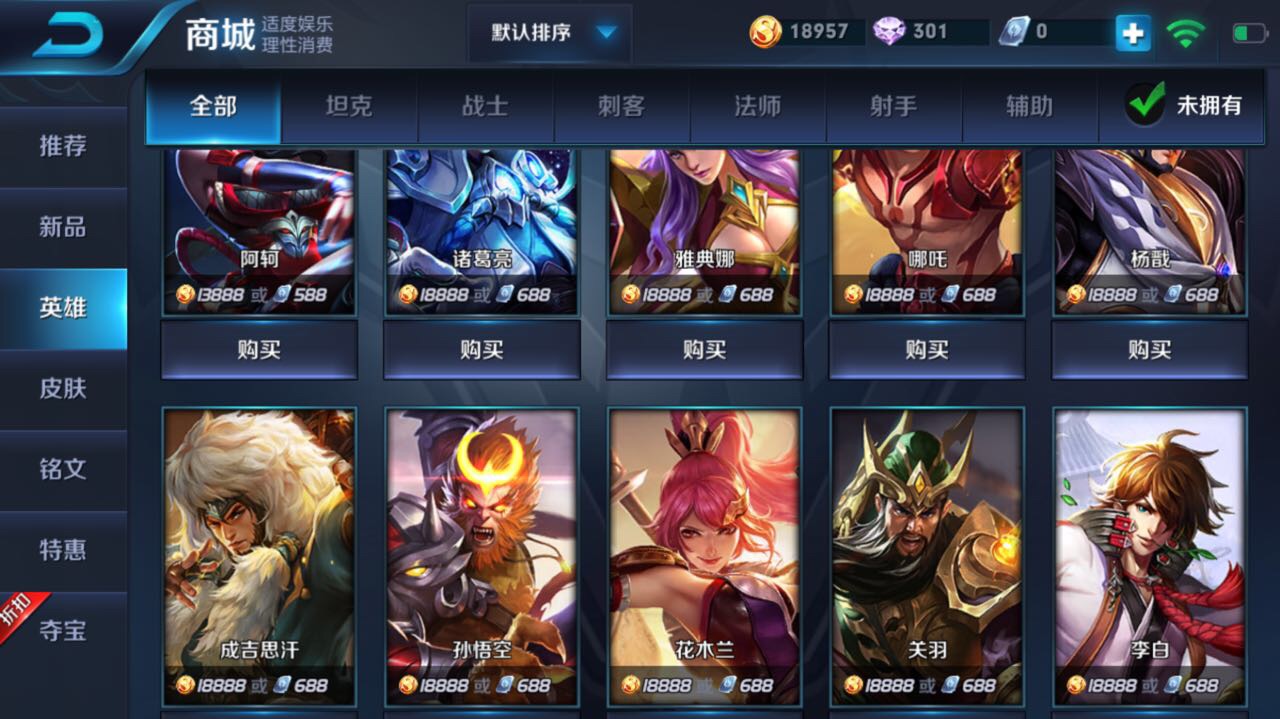 商城
适度娱乐
理性消费
默认排序
18957
301
0
全部
坦克
战士
刺客
法师
射手
辅助
未拥有
推荐
新品
英雄
皮肤
铭文
特惠
折扣
夺宝
阿轲
13888 或 588
购买
诸葛亮
18888 或 688
购买
雅典娜
18888 或 688
购买
哪吒
18888 或 688
购买
杨戬
18888 或 688
购买
成吉思汗
18888 或 688
孙悟空
18888 或 688
花木兰
18888 或 688
关羽
18888 或 688
李白
18888 或 688